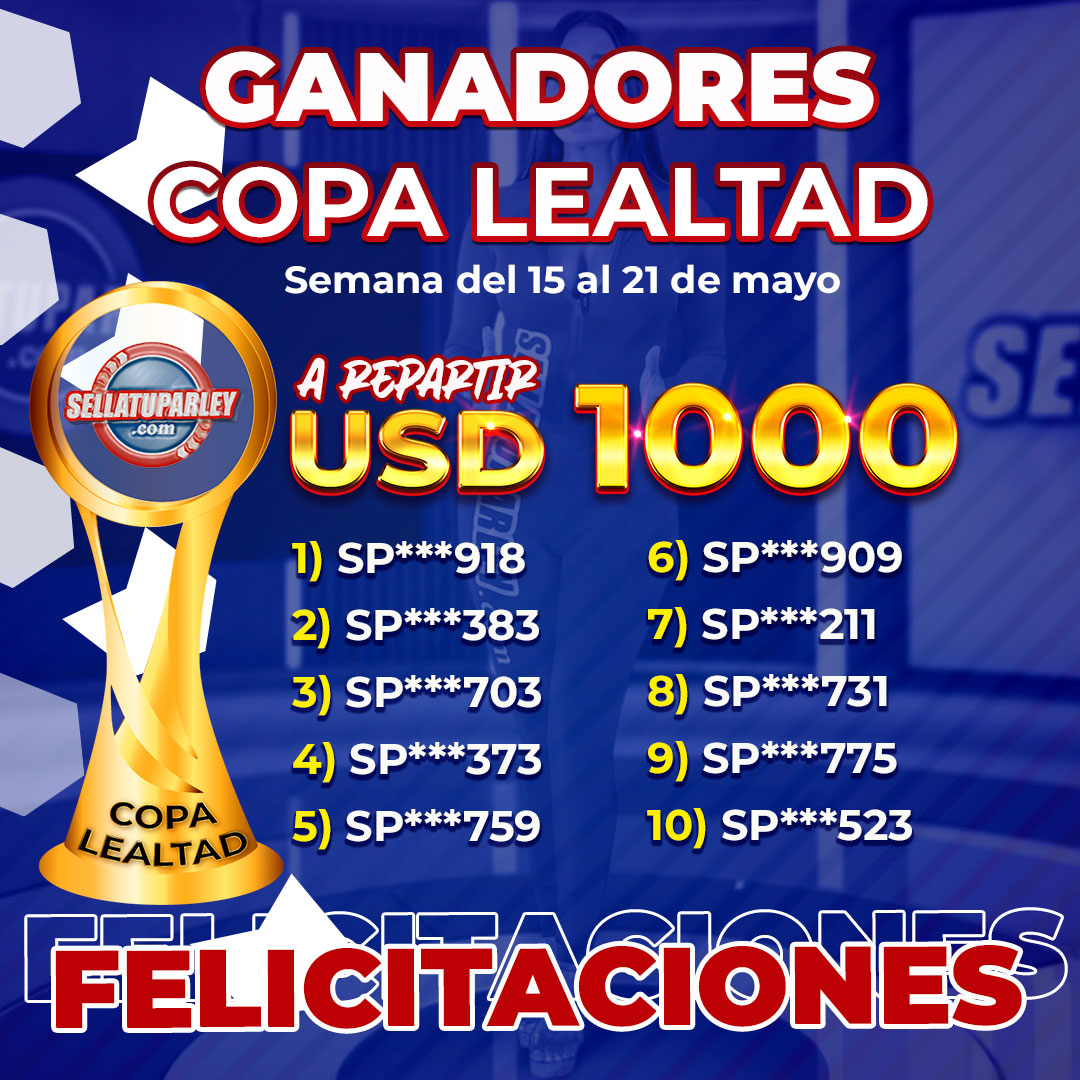 GANADORES
COPA LEALTAD
Semana del 15 al 21 de mayo
SELLATUPARLEY
.com
A REPARTIR
USD 1000
1) SP***918
2) SP***383
3) SP***703
4) SP***373
5) SP***759
6) SP***909
7) SP***211
8) SP***731
9) SP***775
10) SP***523
COPA
LEALTAD
FELICITACIONES
FELICITACIONES